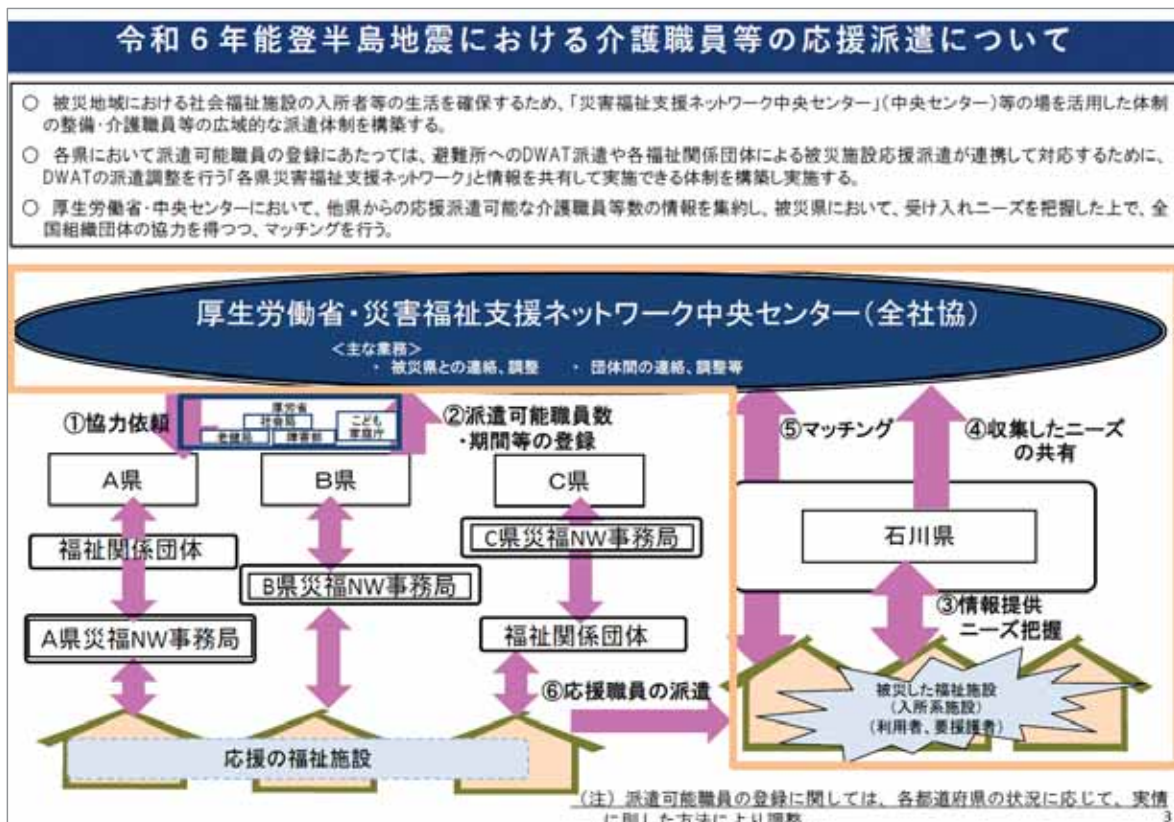 令和６年能登半島地震における介護職員等の応援派遣について
○ 被災地域における社会福祉施設の入所者等の生活を確保するため、「災害福祉支援ネットワーク中央センター」（中央センター）等の場を活用した体制
の整備・介護職員等の広域的な派遣体制を構築する。
○ 各県において派遣可能職員の登録にあたっては、避難所へのDWAT派遣や各福祉関係団体による被災施設応援派遣が連携して対応するために、
DWATの派遣調整を行う「各県災害福祉支援ネットワーク」と情報を共有して実施できる体制を構築し実施する。
○ 厚生労働省・中央センターにおいて、他県からの応援派遣可能な介護職員等数の情報を集約し、被災県において、受け入れニーズを把握した上で、全
国組織団体の協力を得つつ、マッチングを行う。
厚生労働省・災害福祉支援ネットワーク中央センター（全社協）
＜主な業務＞
・ 被災県との連絡、調整　・ 団体間の連絡、調整等
①協力依頼
厚労省
社会局
老健局
障害部
こども
家庭庁
②派遣可能職員数
・期間等の登録
⑤マッチング
④収集したニーズ
の共有
A県
B県
C県
福祉関係団体
C県災福NW事務局
石川県
B県災福NW事務局
③情報提供
ニーズ把握
A県災福NW事務局
福祉関係団体
⑥応援職員の派遣
被災した福祉施設
（入所系施設）
（利用者、要援護者）
応援の福祉施設
（注）派遣可能職員の登録に関しては、各都道府県の状況に応じて、実情
に則した方法により調整
3